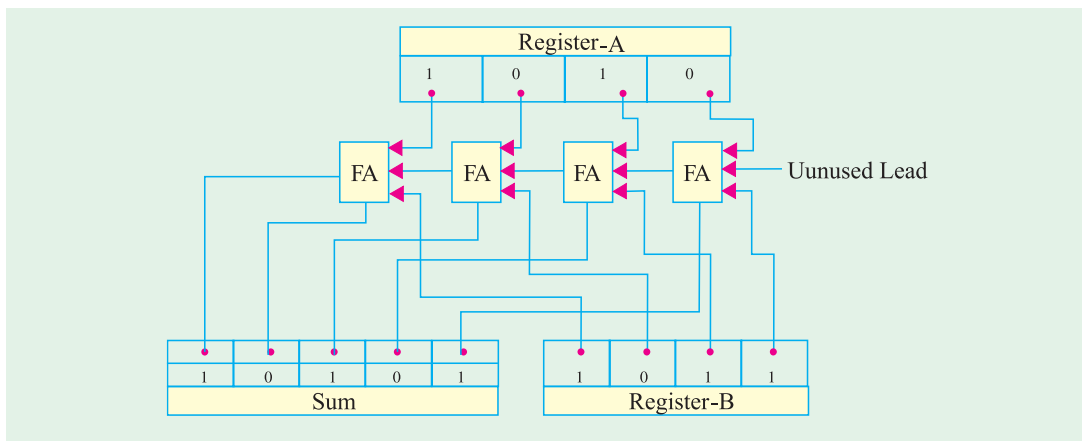 Register-A
1 0 1 0
FA FA FA FA Uunused Lead
1 0 1 0 1 1 0 1 1
Sum Register-B